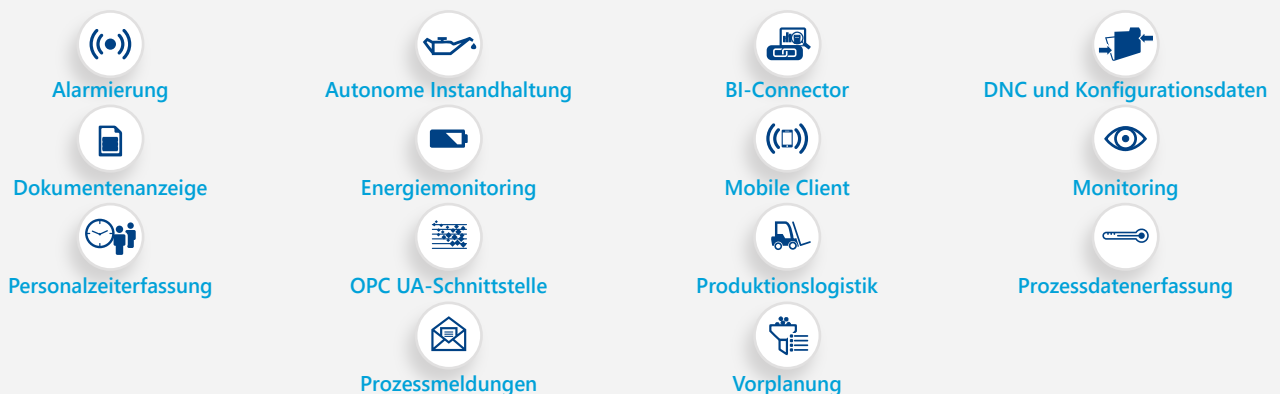 Alarmierung
Autonome Instandhaltung
BI-Connector
DNC und Konfigurationsdaten
Dokumentenanzeige
Energiemonitoring
Mobile Client
Monitoring
Personalzeiterfassung
OPC UA-Schnittstelle
Produktionslogistik
Prozessdatenerfassung
Prozessmeldungen
Vorplanung